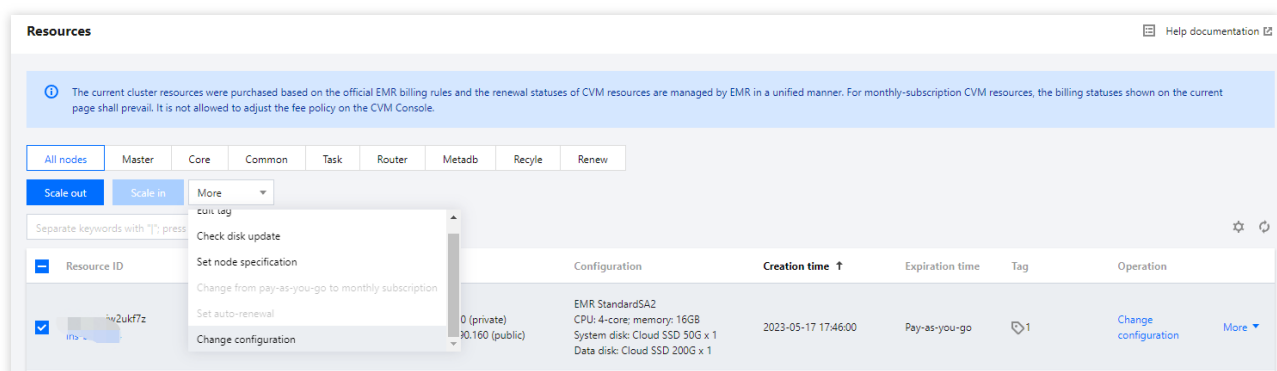 Resources
Help documentation
The current cluster resources were purchased based on the official EMR billing rules and the renewal statuses of CVM resources are managed by EMR in a unified manner. For monthly-subscription CVM resources, the billing statuses shown on the current
page shall prevail. It is not allowed to adjust the fee policy on the CVM Console.
All nodes Master Core Common Task Router Metadb Recyle Renew
Scale out Scale in More
Edit tag
Separate keywords with "|"; press
Check disk update
Set node specification
Change from pay-as-you-go to monthly subscription
Set auto-renewal
Change configuration
Resource ID Configuration Creation time Expiration time Tag Operation
w2ukf7z
0 (private)
90.160 (public)
EMR StandardSA2
CPU: 4-core; memory: 16GB
System disk: Cloud SSD 50G x 1
Data disk: Cloud SSD 200G x 1
2023-05-17 17:46:00
Pay-as-you-go
1
Change
configuration
More